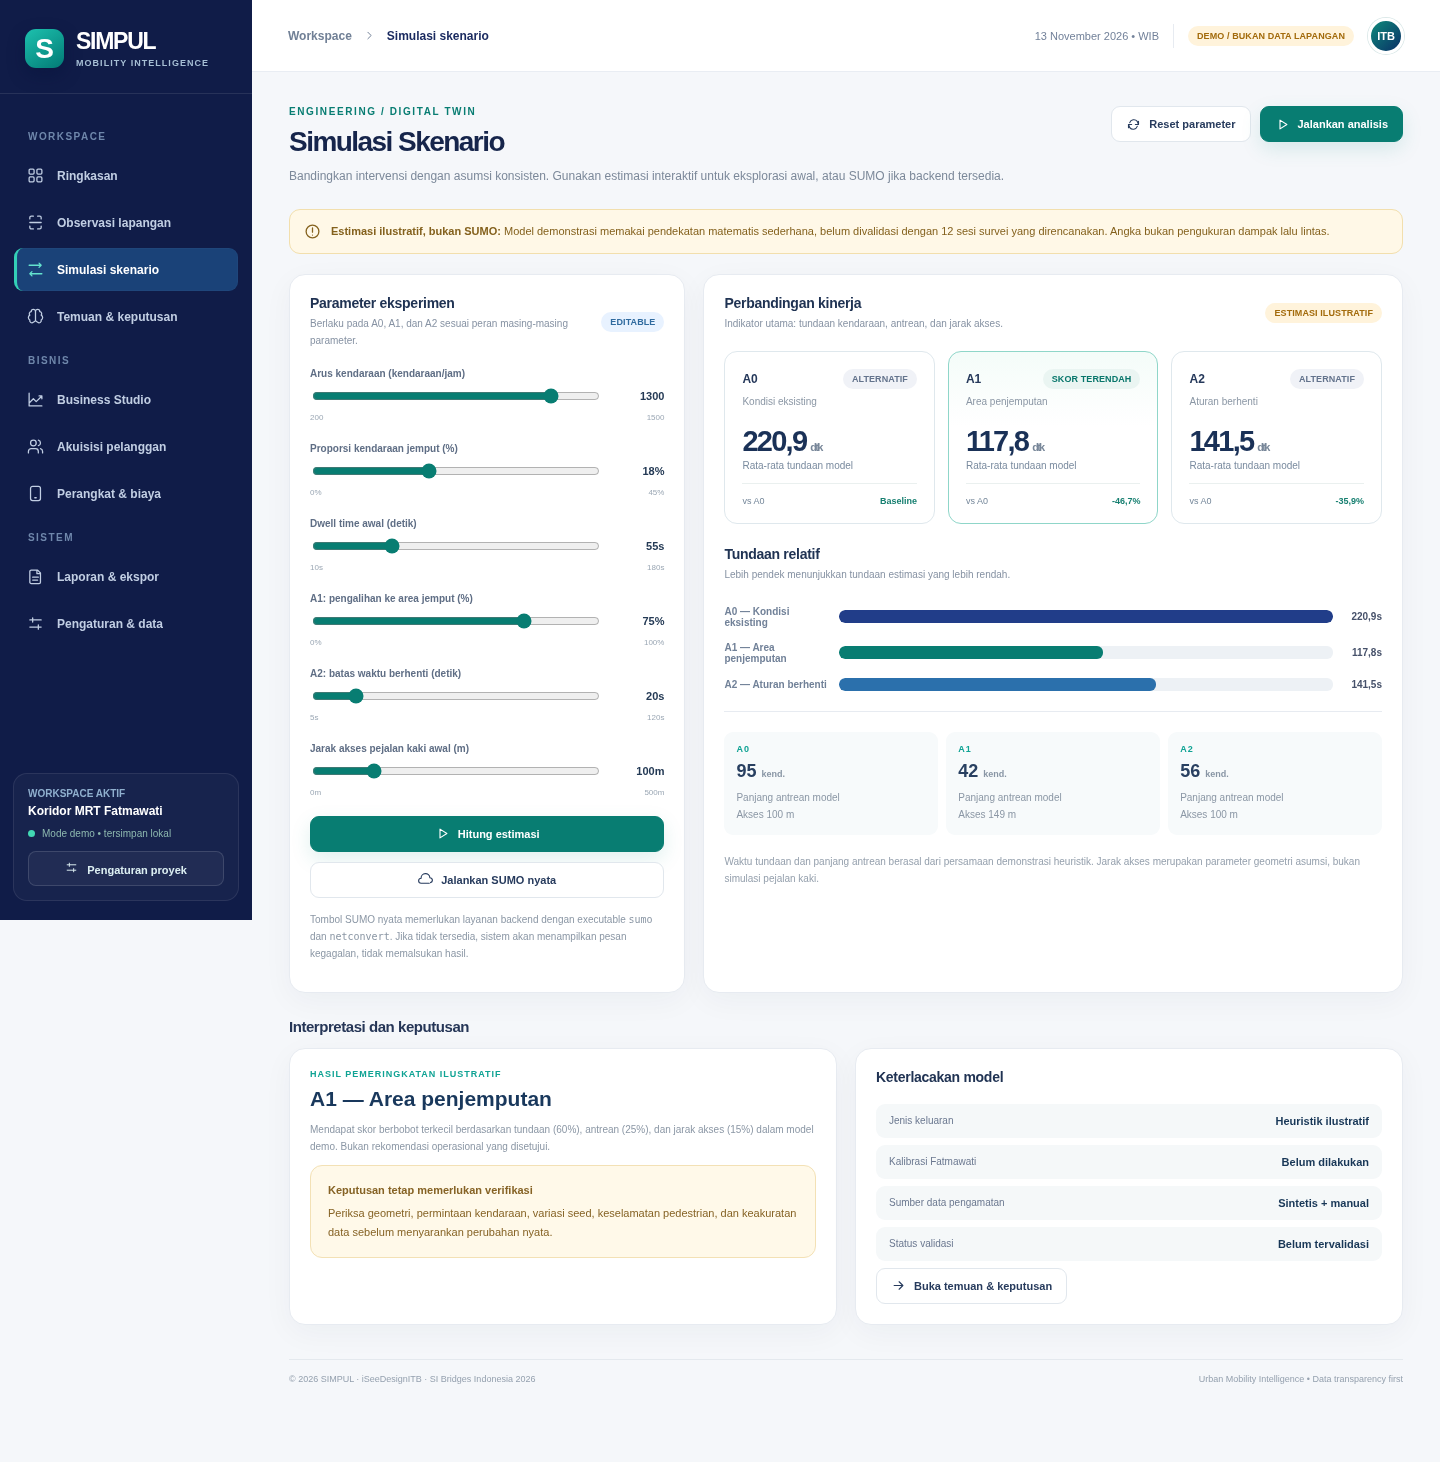 S
SIMPUL
MOBILITY INTELLIGENCE
WORKSPACE
Ringkasan
Observasi lapangan
Simulasi skenario
Temuan & keputusan
BISNIS
Business Studio
Akuisisi pelanggan
Perangkat & biaya
SISTEM
Laporan & ekspor
Pengaturan & data
WORKSPACE AKTIF
Koridor MRT Fatmawati
Mode demo • tersimpan lokal
Pengaturan proyek
Workspace
Simulasi skenario
13 November 2026 • WIB
DEMO / BUKAN DATA LAPANGAN
ITB
ENGINEERING / DIGITAL TWIN
Simulasi Skenario
Bandingkan intervensi dengan asumsi konsisten. Gunakan estimasi interaktif untuk eksplorasi awal, atau SUMO jika backend tersedia.
Reset parameter
Jalankan analisis
Estimasi ilustratif, bukan SUMO: Model demonstrasi memakai pendekatan matematis sederhana, belum divalidasi dengan 12 sesi survei yang direncanakan. Angka bukan pengukuran dampak lalu lintas.
Parameter eksperimen
Berlaku pada A0, A1, dan A2 sesuai peran masing-masing
parameter.
EDITABLE
Arus kendaraan (kendaraan/jam)
1300
200
1500
Proporsi kendaraan jemput (%)
18%
0%
45%
Dwell time awal (detik)
55s
10s
180s
A1: pengalihan ke area jemput (%)
75%
0%
100%
A2: batas waktu berhenti (detik)
20s
5s
120s
Jarak akses pejalan kaki awal (m)
100m
0m
500m
Hitung estimasi
Jalankan SUMO nyata
Tombol SUMO nyata memerlukan layanan backend dengan executable sumo
dan netconvert. Jika tidak tersedia, sistem akan menampilkan pesan
kegagalan, tidak memalsukan hasil.
Perbandingan kinerja
Indikator utama: tundaan kendaraan, antrean, dan jarak akses.
ESTIMASI ILUSTRATIF
A0
ALTERNATIF
Kondisi eksisting
220,9 dtk
Rata-rata tundaan model
vs A0
Baseline
A1
SKOR TERENDAH
Area penjemputan
117,8 dtk
Rata-rata tundaan model
vs A0
-46,7%
A2
ALTERNATIF
Aturan berhenti
141,5 dtk
Rata-rata tundaan model
vs A0
-35,9%
Tundaan relatif
Lebih pendek menunjukkan tundaan estimasi yang lebih rendah.
A0 — Kondisi
eksisting
220,9s
A1 — Area
penjemputan
117,8s
A2 — Aturan berhenti
141,5s
A0
95 kend.
Panjang antrean model
Akses 100 m
A1
42 kend.
Panjang antrean model
Akses 149 m
A2
56 kend.
Panjang antrean model
Akses 100 m
Waktu tundaan dan panjang antrean berasal dari persamaan demonstrasi heuristik. Jarak akses merupakan parameter geometri asumsi, bukan
simulasi pejalan kaki.
Interpretasi dan keputusan
HASIL PEMERINGKATAN ILUSTRATIF
A1 — Area penjemputan
Mendapat skor berbobot terkecil berdasarkan tundaan (60%), antrean (25%), dan jarak akses (15%) dalam model
demo. Bukan rekomendasi operasional yang disetujui.
Keputusan tetap memerlukan verifikasi
Periksa geometri, permintaan kendaraan, variasi seed, keselamatan pedestrian, dan keakuratan
data sebelum menyarankan perubahan nyata.
Keterlacakan model
Jenis keluaran
Heuristik ilustratif
Kalibrasi Fatmawati
Belum dilakukan
Sumber data pengamatan
Sintetis + manual
Status validasi
Belum tervalidasi
Buka temuan & keputusan
© 2026 SIMPUL · iSeeDesignITB · SI Bridges Indonesia 2026
Urban Mobility Intelligence • Data transparency first